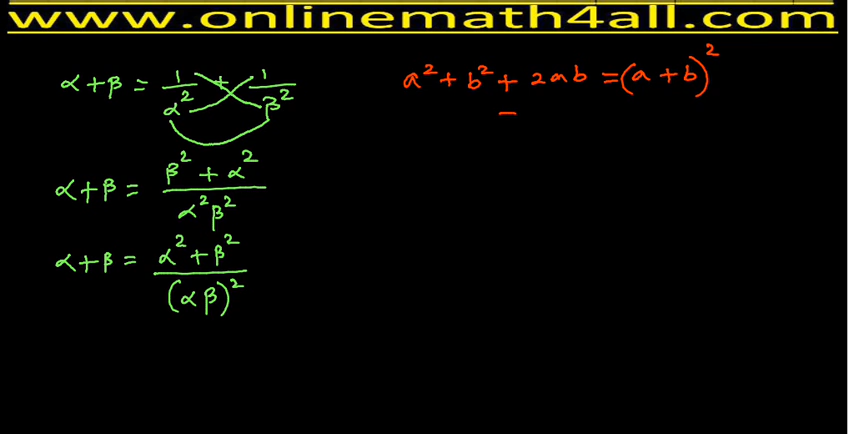 www.onlinemath4all.com
α+β = 1/α² + 1/β²
a² + b² + 2ab = (a + b)²
−
α+β = (β² + α²)/(α²β²)
α+β = (α² + β²)/(αβ)²